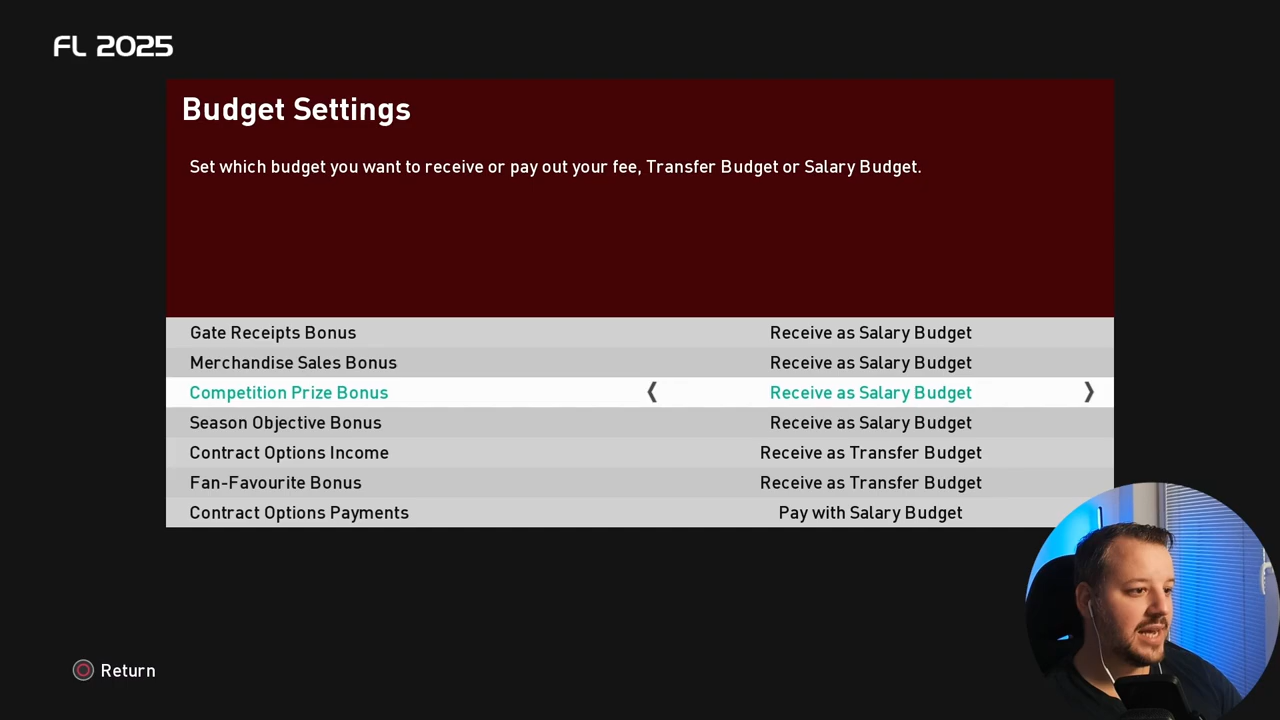 FL 2025
Budget Settings
Set which budget you want to receive or pay out your fee, Transfer Budget or Salary Budget.
Gate Receipts Bonus Receive as Salary Budget
Merchandise Sales Bonus Receive as Salary Budget
Competition Prize Bonus Receive as Salary Budget
Season Objective Bonus Receive as Salary Budget
Contract Options Income Receive as Transfer Budget
Fan-Favourite Bonus Receive as Transfer Budget
Contract Options Payments Pay with Salary Budget
Return